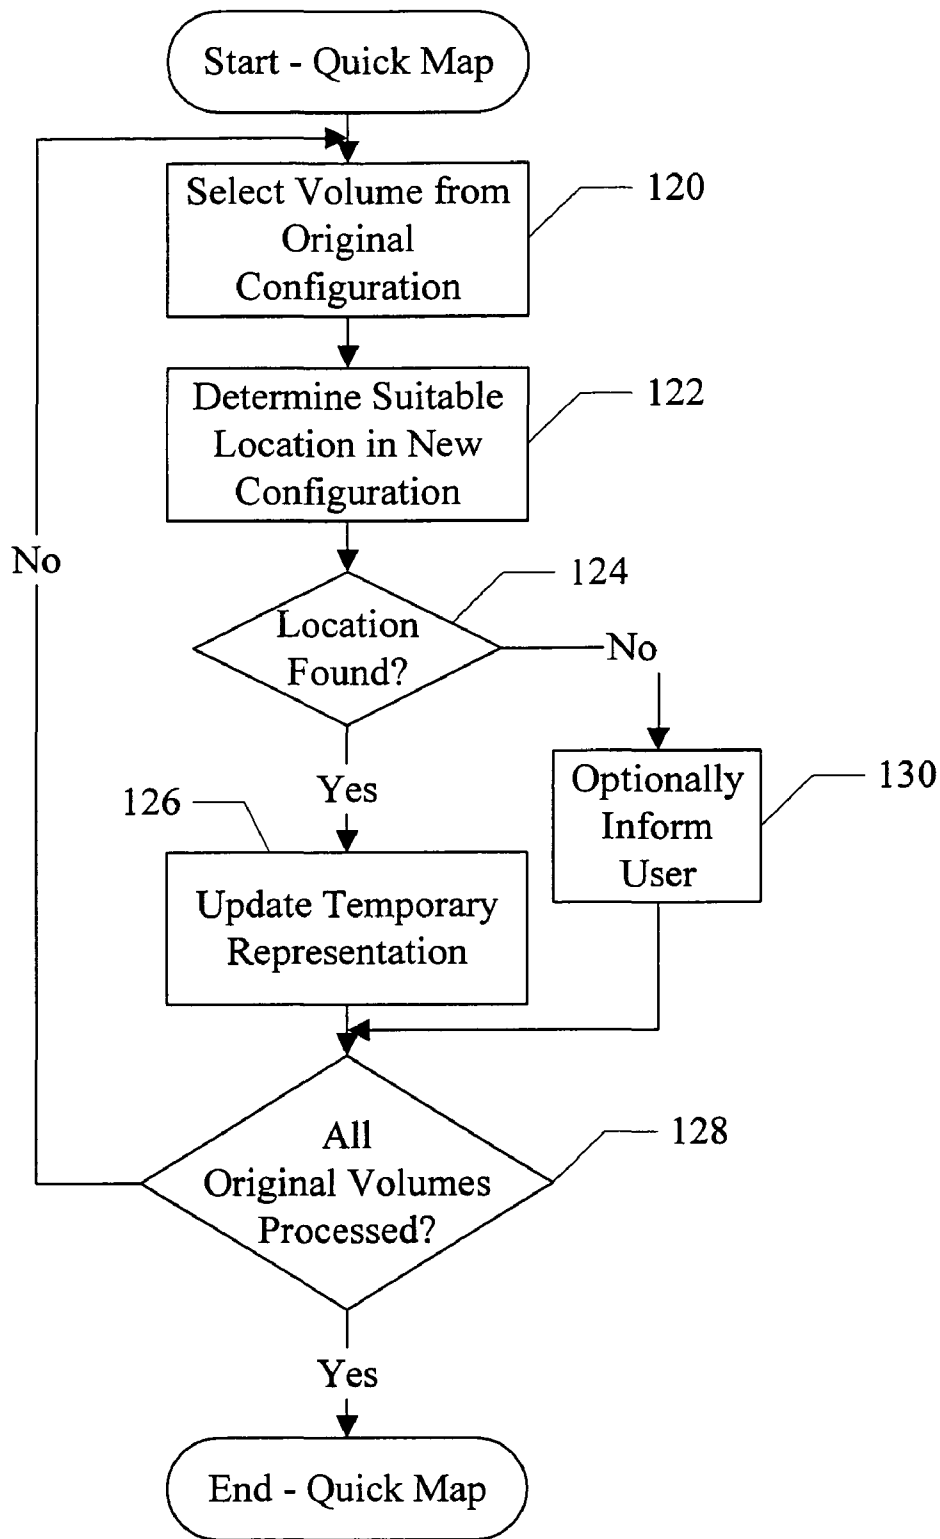 Start - Quick Map
Select Volume from
Original
Configuration
120
Determine Suitable
Location in New
Configuration
122
No
Location
Found?
124
No
Yes
Optionally
Inform
User
130
126
Update Temporary
Representation
All
Original Volumes
Processed?
128
Yes
End - Quick Map